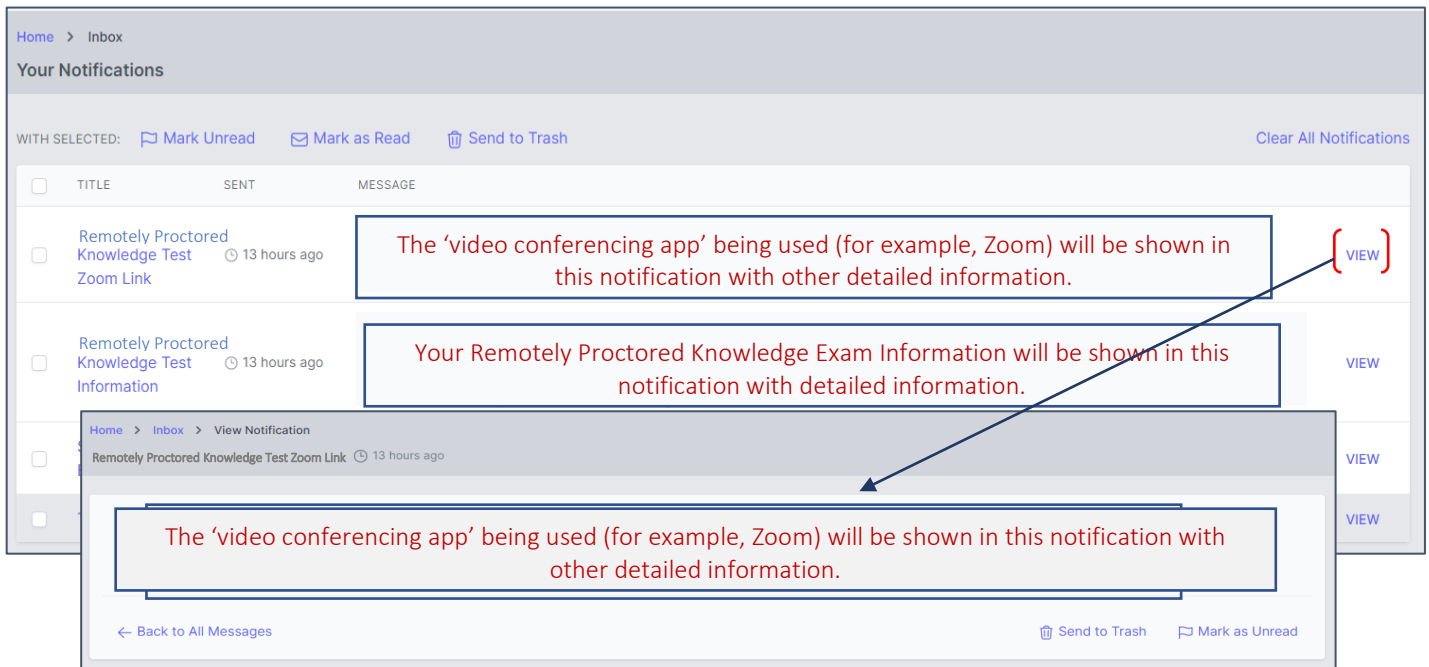 Home > Inbox
Your Notifications
WITH SELECTED: Mark Unread Mark as Read Send to Trash Clear All Notifications
TITLE SENT MESSAGE
Remotely Proctored
Knowledge Test
Zoom Link
13 hours ago
The ‘video conferencing app’ being used (for example, Zoom) will be shown in
this notification with other detailed information.
VIEW
Remotely Proctored
Knowledge Test
Information
13 hours ago
Your Remotely Proctored Knowledge Exam Information will be shown in this
notification with detailed information.
VIEW
VIEW
VIEW
Home > Inbox > View Notification
Remotely Proctored Knowledge Test Zoom Link 13 hours ago
The ‘video conferencing app’ being used (for example, Zoom) will be shown in this notification with
other detailed information.
← Back to All Messages Send to Trash Mark as Unread